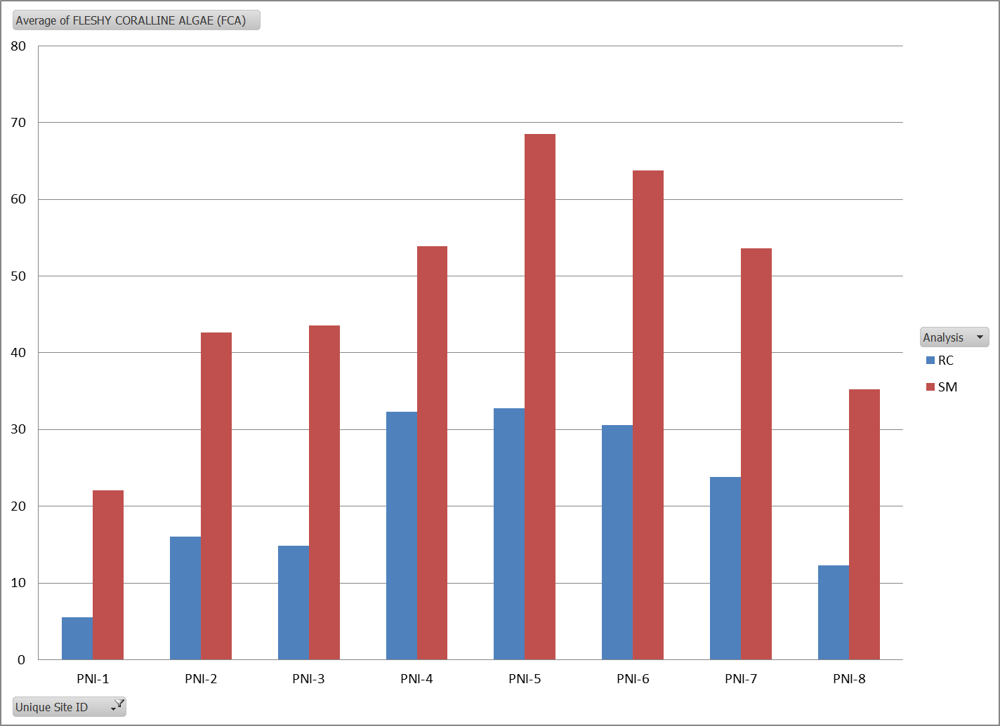 Average of FLESHY CORALLINE ALGAE (FCA)
80
70
60
50
40
30
20
10
0
PNI-1 PNI-2 PNI-3 PNI-4 PNI-5 PNI-6 PNI-7 PNI-8
Analysis
RC
SM
Unique Site ID